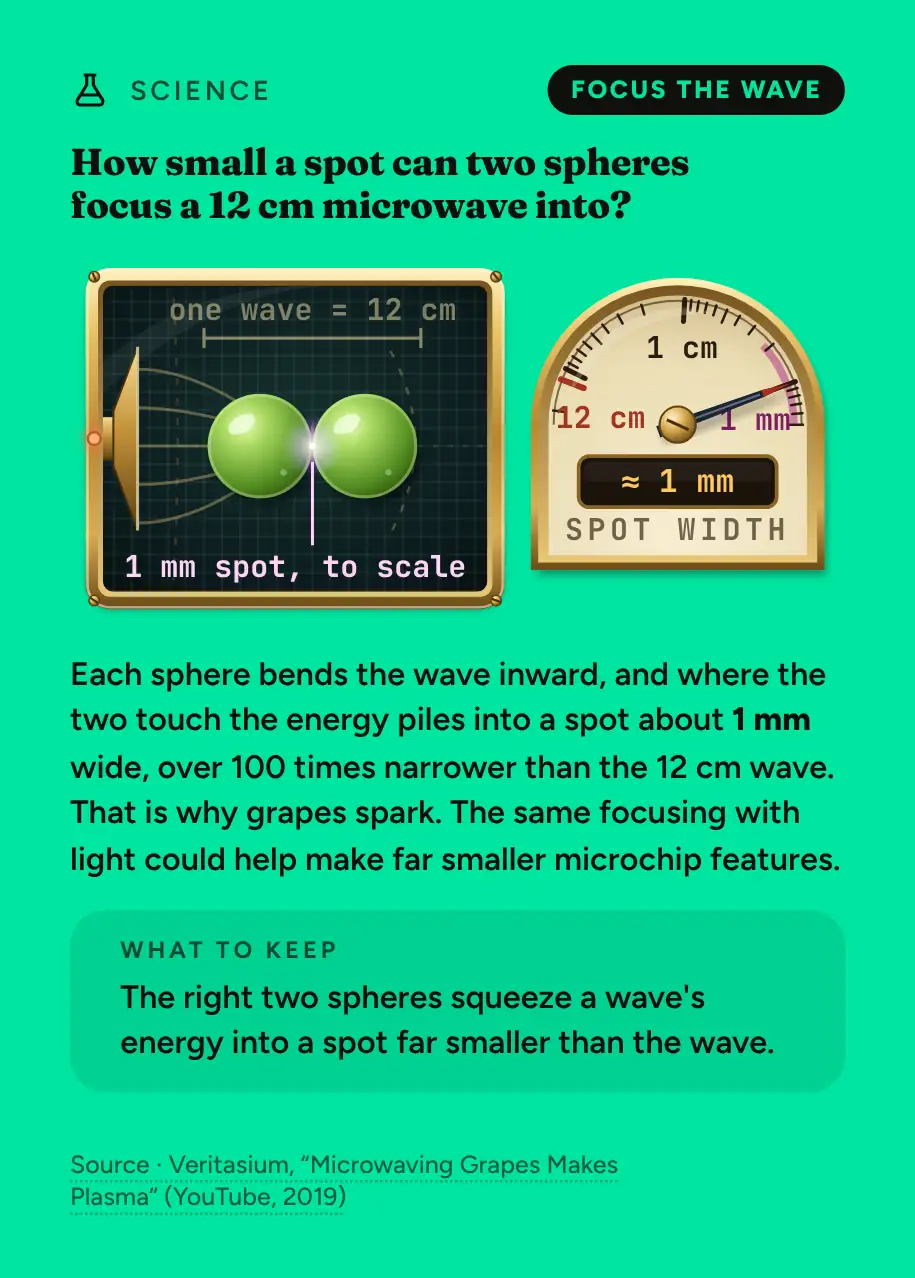 SCIENCE
FOCUS THE WAVE
How small a spot can two spheres
focus a 12 cm microwave into?
one wave = 12 cm
1 mm spot, to scale
1 cm
12 cm
1 mm
≈ 1 mm
SPOT WIDTH
Each sphere bends the wave inward, and where the
two touch the energy piles into a spot about 1 mm
wide, over 100 times narrower than the 12 cm wave.
That is why grapes spark. The same focusing with
light could help make far smaller microchip features.
WHAT TO KEEP
The right two spheres squeeze a wave's
energy into a spot far smaller than the wave.
Source · Veritasium, “Microwaving Grapes Makes
Plasma” (YouTube, 2019)